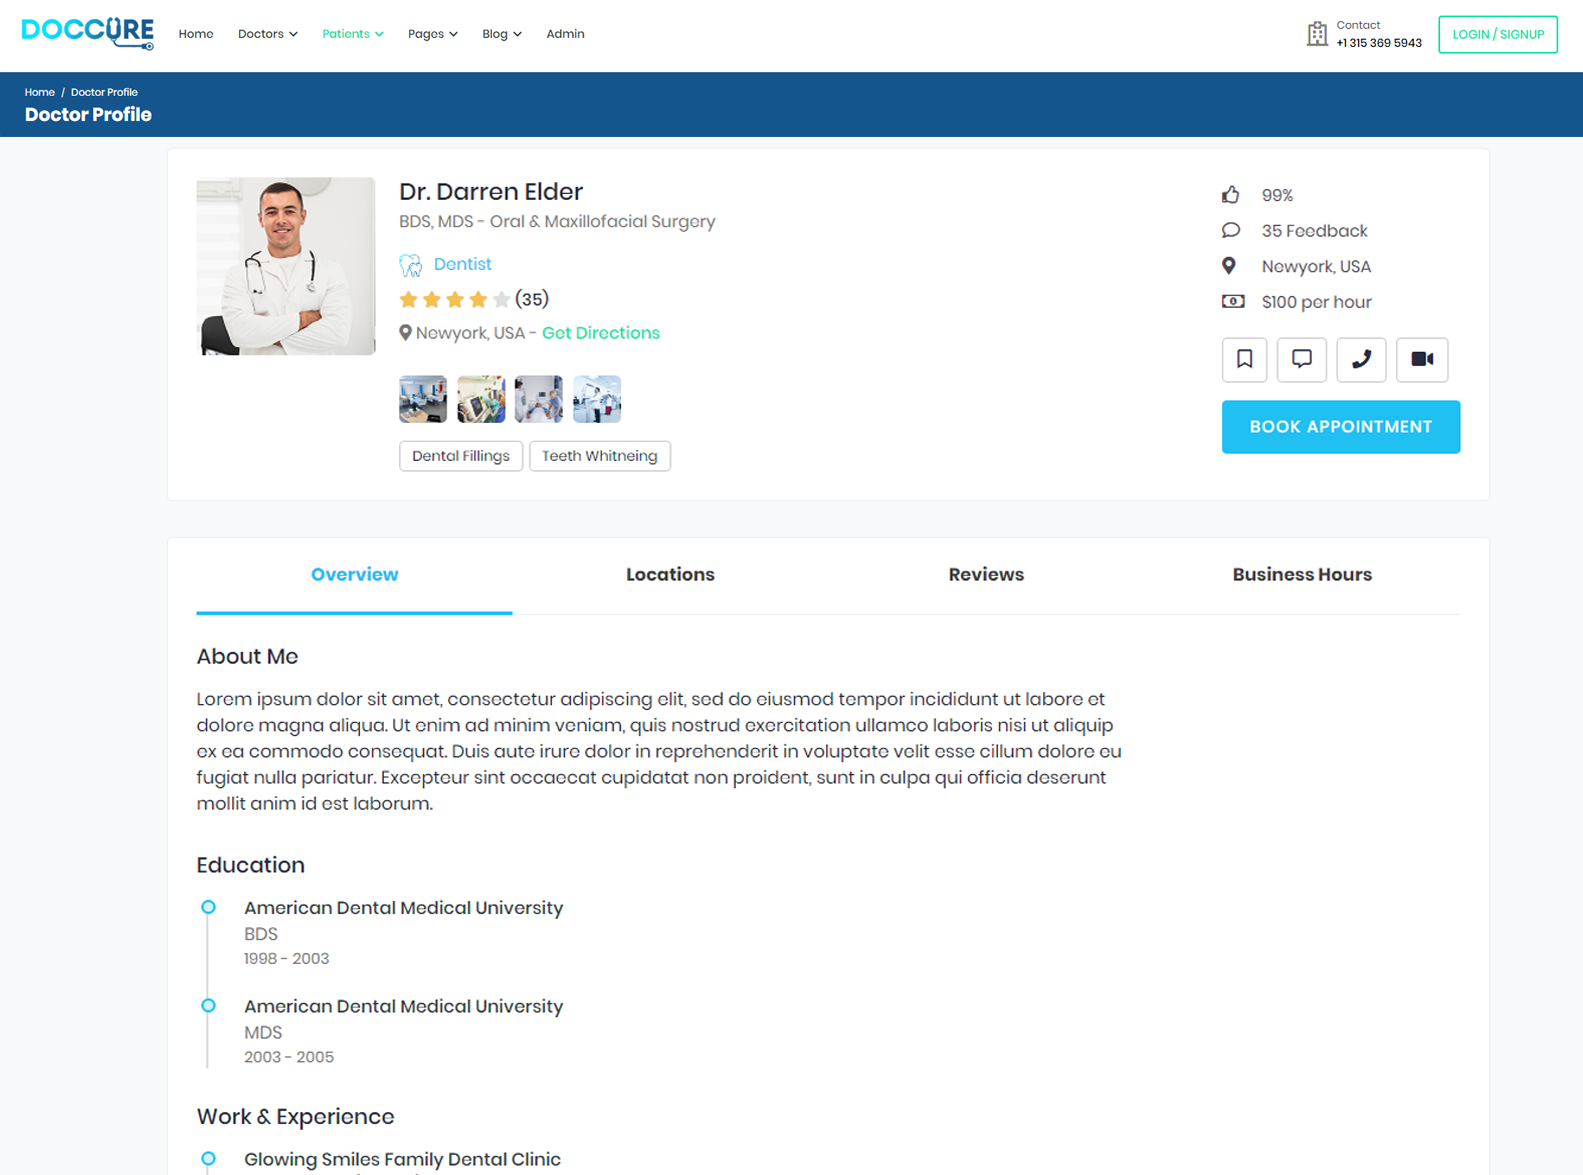 DOCCURE
Home
Doctors
Patients
Pages
Blog
Admin
Contact
+1 315 369 5943
LOGIN / SIGNUP
Home / Doctor Profile
Doctor Profile
Dr. Darren Elder
BDS, MDS - Oral & Maxillofacial Surgery
Dentist
(35)
Newyork, USA - Get Directions
Dental Fillings
Teeth Whitneing
99%
35 Feedback
Newyork, USA
$100 per hour
BOOK APPOINTMENT
Overview
Locations
Reviews
Business Hours
About Me
Lorem ipsum dolor sit amet, consectetur adipiscing elit, sed do eiusmod tempor incididunt ut labore et
dolore magna aliqua. Ut enim ad minim veniam, quis nostrud exercitation ullamco laboris nisi ut aliquip
ex ea commodo consequat. Duis aute irure dolor in reprehenderit in voluptate velit esse cillum dolore eu
fugiat nulla pariatur. Excepteur sint occaecat cupidatat non proident, sunt in culpa qui officia deserunt
mollit anim id est laborum.
Education
American Dental Medical University
BDS
1998 - 2003
American Dental Medical University
MDS
2003 - 2005
Work & Experience
Glowing Smiles Family Dental Clinic